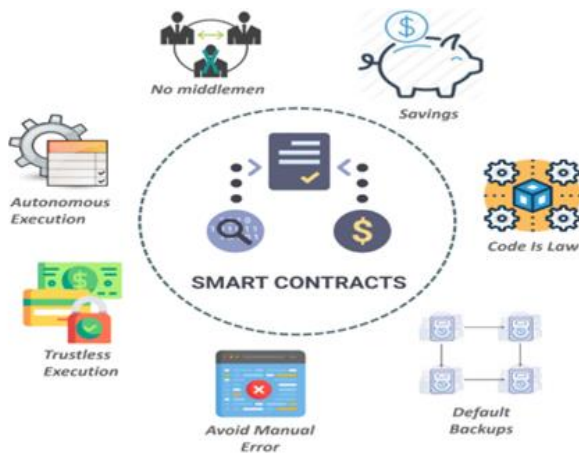 No middlemen
Savings
Autonomous
Execution
Code Is Law
SMART CONTRACTS
Trustless
Execution
Avoid Manual
Error
Default
Backups